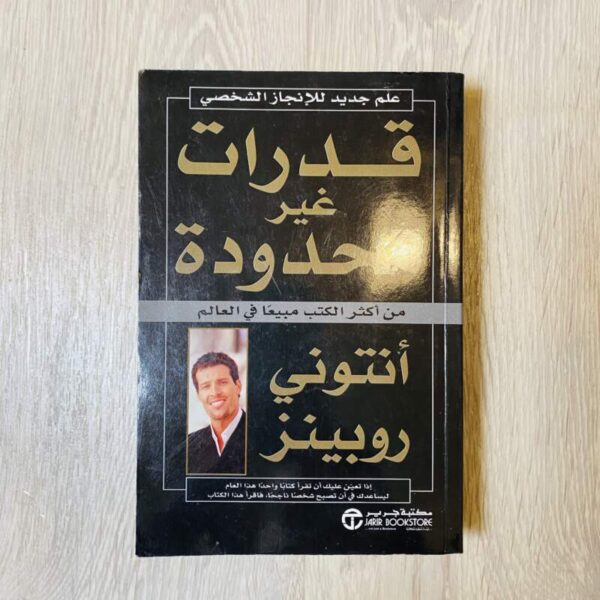 علم جديد للإنجاز الشخصي
قدرات
غير
محدودة
من أكثر الكتب مبيعًا في العالم
أنتوني
روبينز
إذا تعيّن عليك أن تقرأ كتابًا واحدًا هذا العام
ليساعدك في أن تصبح شخصًا ناجحًا، فاقرأ هذا الكتاب
مكتبة جرير
JARIR BOOKSTORE